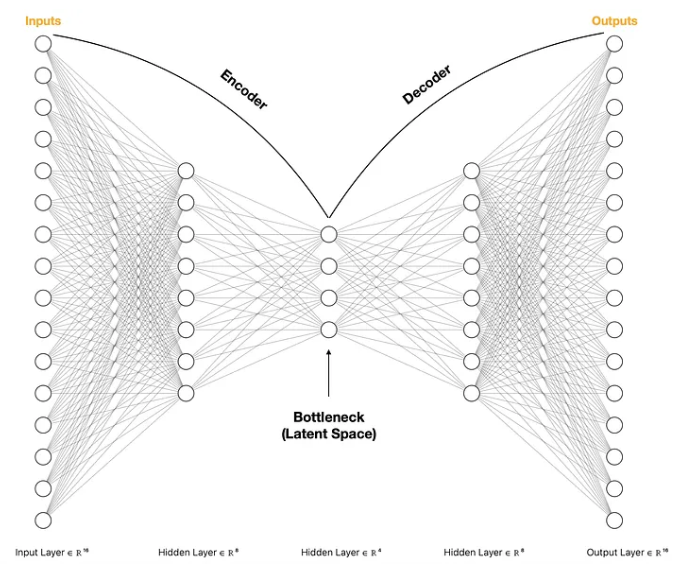 Inputs
Outputs
Encoder
Decoder
Bottleneck
(Latent Space)
Input Layer ∈ ℝ¹⁶
Hidden Layer ∈ ℝ⁸
Hidden Layer ∈ ℝ⁴
Hidden Layer ∈ ℝ⁸
Output Layer ∈ ℝ¹⁶